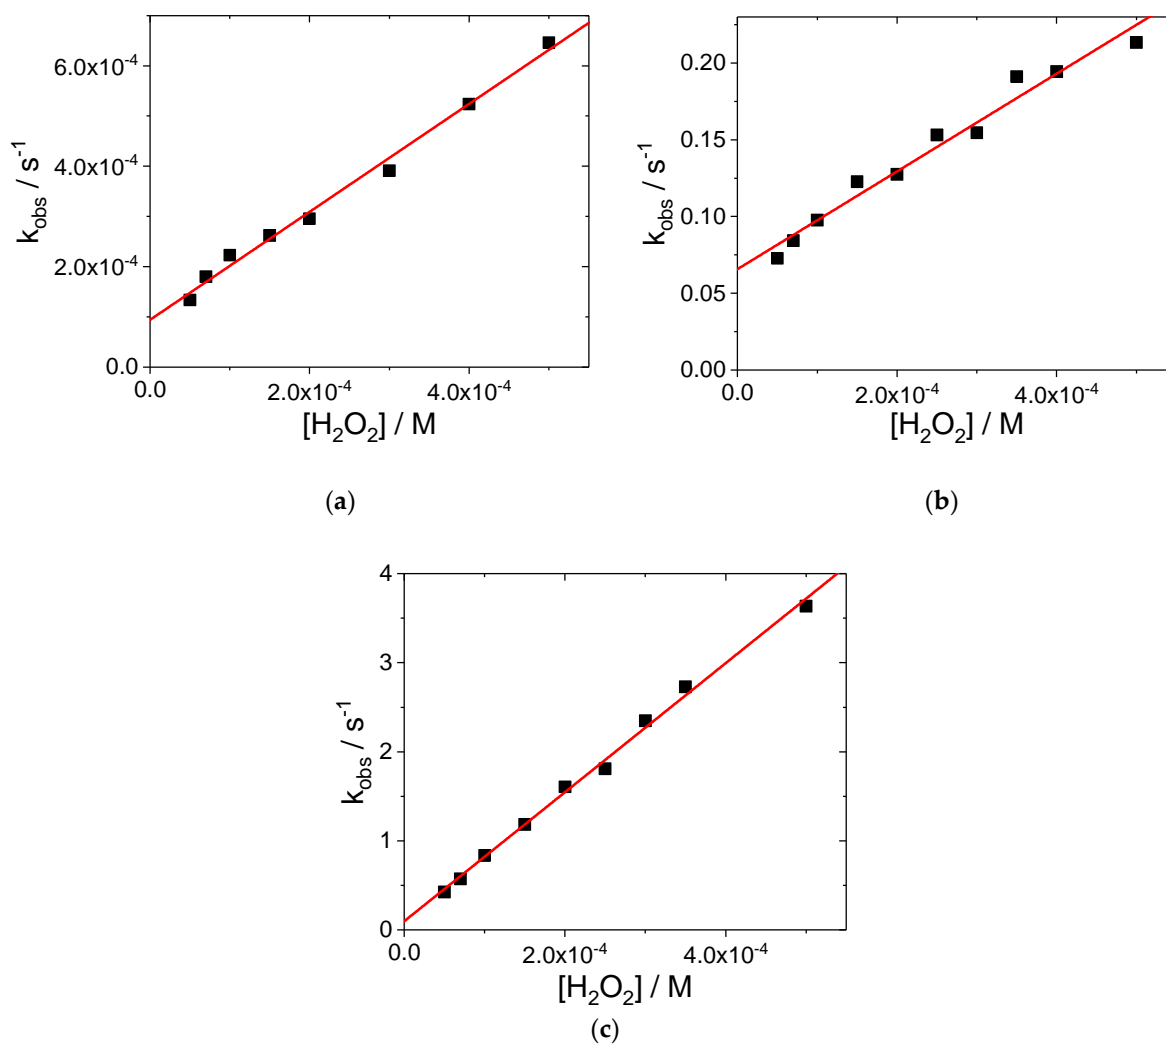 6.0x10⁻⁴
4.0x10⁻⁴
2.0x10⁻⁴
0.0
k_obs / s⁻¹
0.0
2.0x10⁻⁴
4.0x10⁻⁴
[H₂O₂] / M
(a)
0.20
0.15
0.10
0.05
0.00
k_obs / s⁻¹
0.0
2.0x10⁻⁴
4.0x10⁻⁴
[H₂O₂] / M
(b)
4
3
2
1
0
k_obs / s⁻¹
0.0
2.0x10⁻⁴
4.0x10⁻⁴
[H₂O₂] / M
(c)